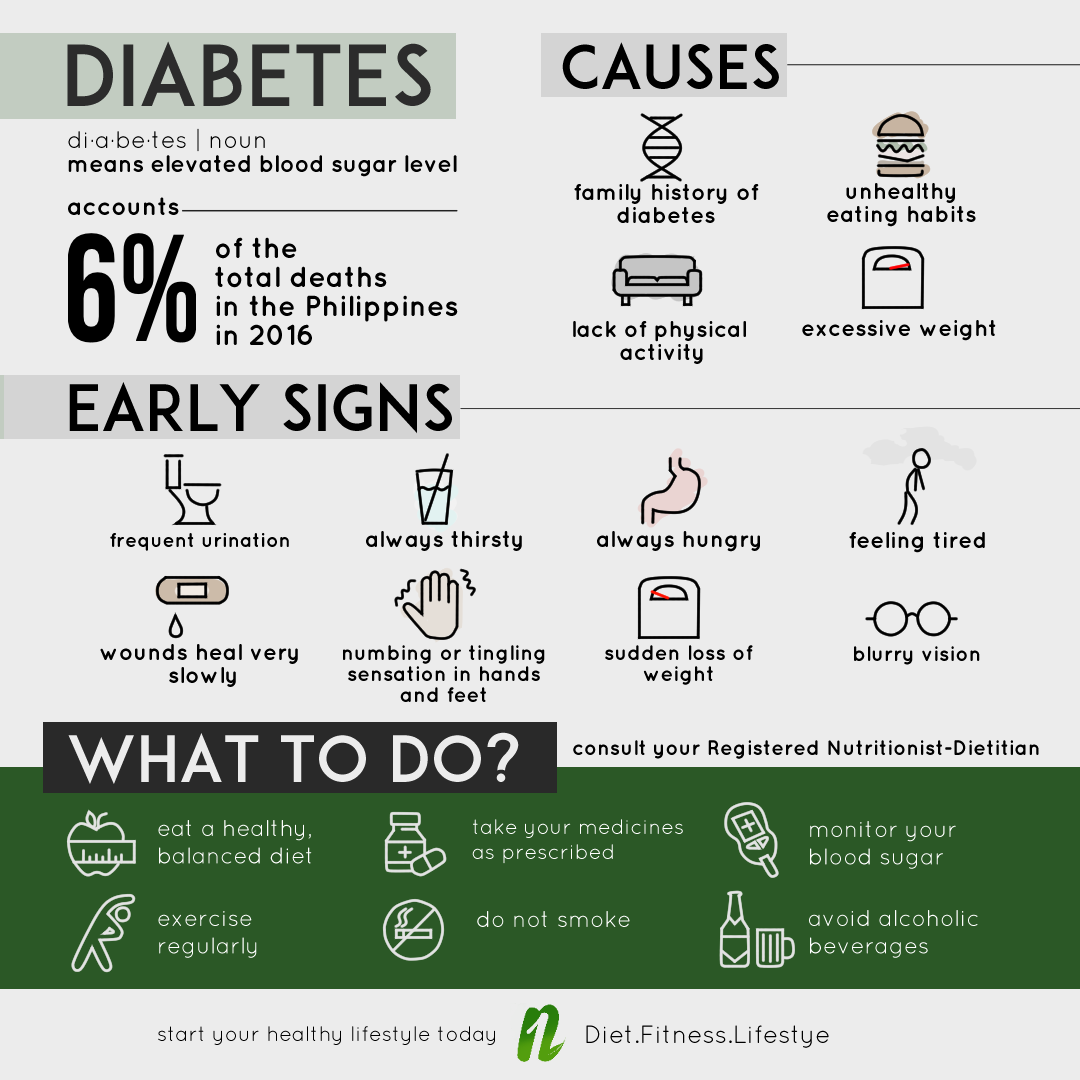 DIABETES
di·a·be·tes | noun
means elevated blood sugar level
accounts
6%
of the
total deaths
in the Philippines
in 2016
CAUSES
family history of
diabetes
unhealthy
eating habits
lack of physical
activity
excessive weight
EARLY SIGNS
frequent urination
always thirsty
always hungry
feeling tired
wounds heal very
slowly
numbing or tingling
sensation in hands
and feet
sudden loss of
weight
blurry vision
WHAT TO DO?
consult your Registered Nutritionist-Dietitian
eat a healthy,
balanced diet
take your medicines
as prescribed
monitor your
blood sugar
exercise
regularly
do not smoke
avoid alcoholic
beverages
start your healthy lifestyle today
n
Diet.Fitness.Lifestye